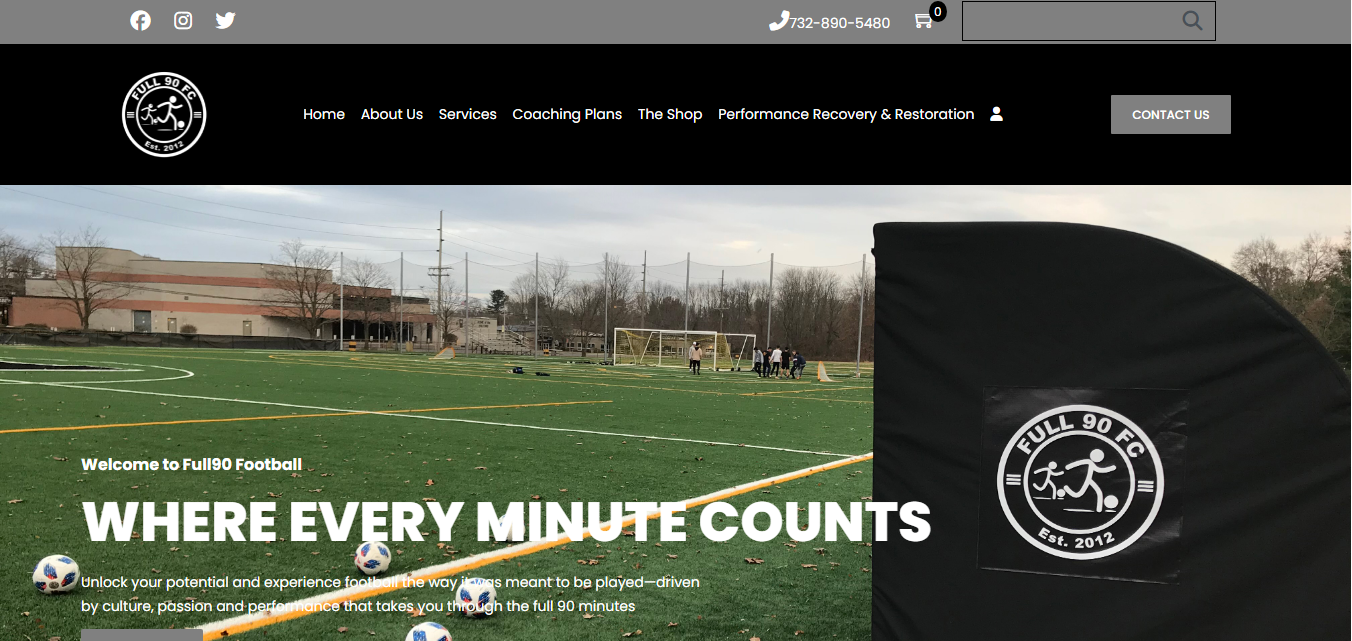 732-890-5480
0
FULL 90 FC
Est. 2012
Home
About Us
Services
Coaching Plans
The Shop
Performance Recovery & Restoration
CONTACT US
Welcome to Full90 Football
WHERE EVERY MINUTE COUNTS
Unlock your potential and experience football the way it was meant to be played—driven
by culture, passion and performance that takes you through the full 90 minutes
FULL 90 FC
Est. 2012